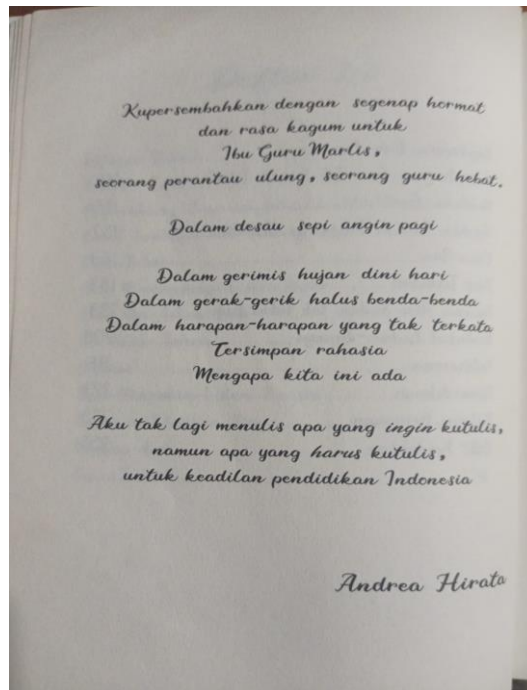 Kupersembahkan dengan segenap hormat
dan rasa kagum untuk
Ibu Guru Marlis,
seorang perantau ulung, seorang guru hebat.
Dalam desau sepi angin pagi
Dalam gerimis hujan dini hari
Dalam gerak-gerik halus benda-benda
Dalam harapan-harapan yang tak terkata
Tersimpan rahasia
Mengapa kita ini ada
Aku tak lagi menulis apa yang ingin kutulis,
namun apa yang harus kutulis,
untuk keadilan pendidikan Indonesia
Andrea Hirata